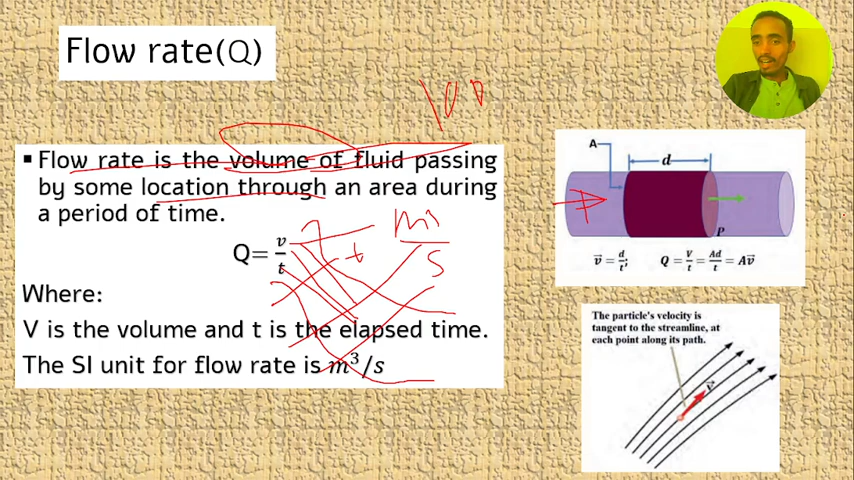 Flow rate(Q)
100
▪ Flow rate is the volume of fluid passing
by some location through an area during
a period of time.
Q= v/t
t
m³/s
Where:
V is the volume and t is the elapsed time.
The SI unit for flow rate is m³/s
A
d
P
v⃗ = d/t; Q = V/t = Ad/t = Av⃗
The particle's velocity is
tangent to the streamline, at
each point along its path.
v⃗